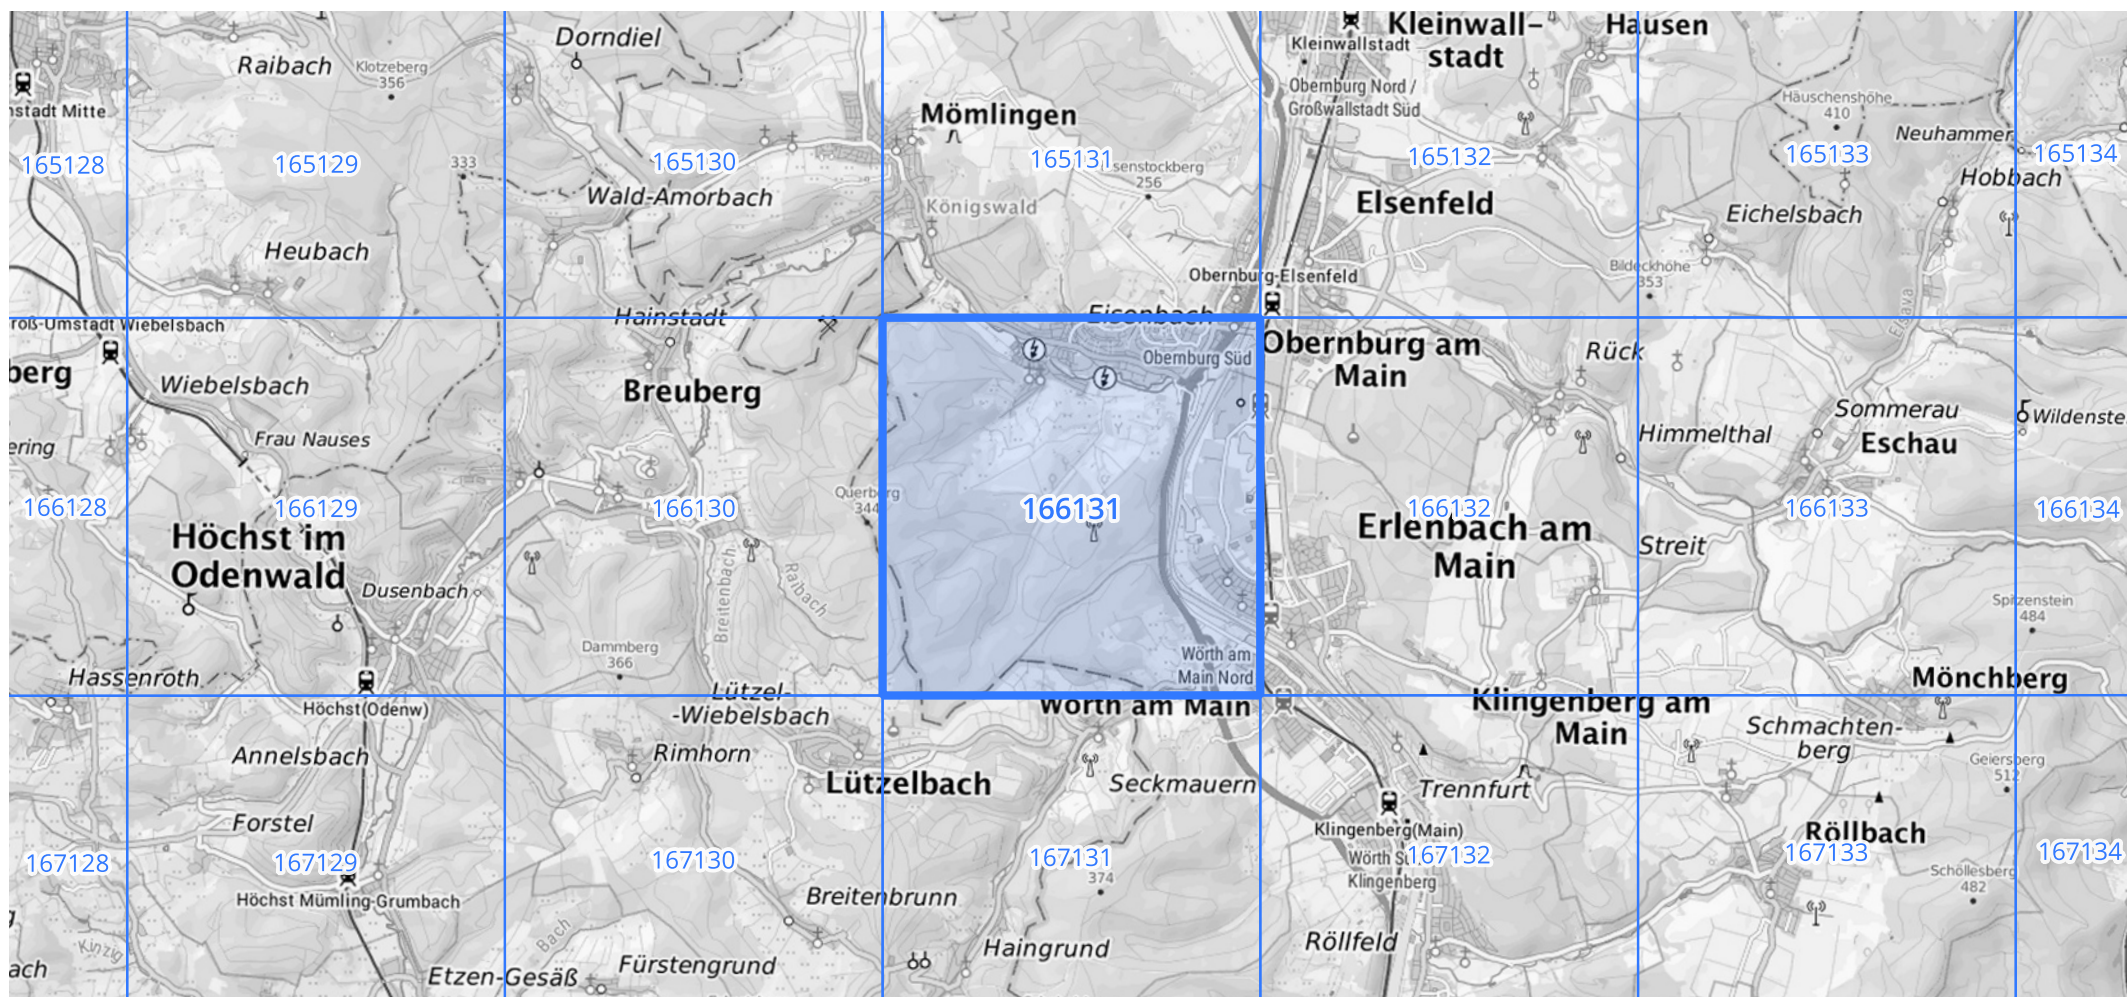 Kleinwall-
stadt
Hausen
Dorndiel
Raibach
Klotzeberg
356
Kleinwallstadt
Obernburg Nord /
Großwallstadt Süd
Häuschenshöhe
410
nstadt Mitte
Mömlingen
Neuhammer
165128
165129
333
165130
165131
senstockberg
256
165132
165133
165134
Hobbach
Wald-Amorbach
Königswald
Elsenfeld
Eichelsbach
Heubach
Obernburg-Elsenfeld
Bildeckhöhe
353
Elsava
roß-Umstadt Wiebelsbach
Hainstadt
Eisenbach
Obernburg Süd
Obernburg am
Main
Rück
berg
Wiebelsbach
Breuberg
Sommerau
Eschau
Wildenste
ering
Frau Nauses
Himmelthal
Querberg
344
166128
166129
166130
166131
166132
166133
166134
Höchst im
Odenwald
Erlenbach am
Main
Streit
Dusenbach
Breitenbach
Raibach
Spitzenstein
484
Dammberg
366
Wörth am
Main Nord
Hassenroth
Mönchberg
Höchst(Odenw)
Lützel-
-Wiebelsbach
Wörth am Main
Klingenberg am
Main
Schmachten-
berg
Annelsbach
Rimhorn
Lützelbach
Seckmauern
Trennfurt
Geiersberg
512
Forstel
Klingenberg(Main)
Röllbach
167128
167129
167130
167131
374
Wörth S
Klingenberg
167132
167133
167134
Schöllesberg
482
Höchst Mümling-Grumbach
Breitenbrunn
Kinzig
Bach
Haingrund
Röllfeld
ach
Etzen-Gesäß
Fürstengrund